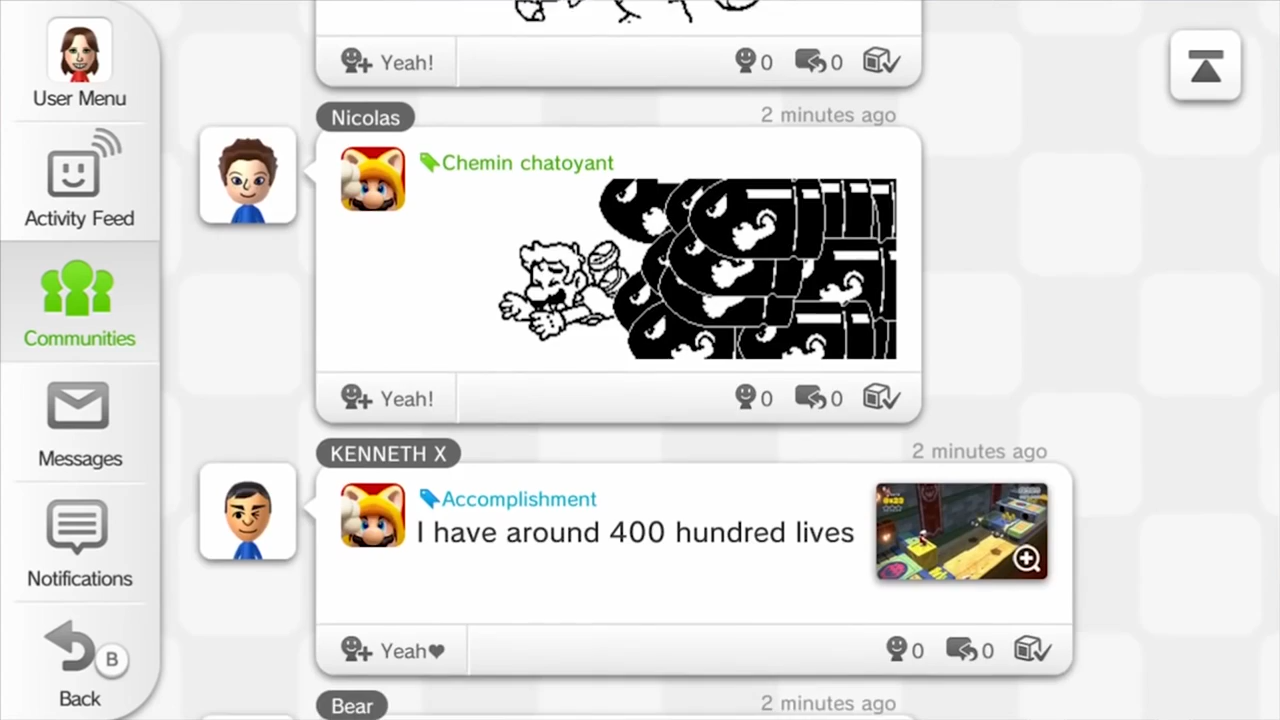 User Menu
Activity Feed
Communities
Messages
Notifications
B
Back
Yeah!
0
0
Nicolas
2 minutes ago
Chemin chatoyant
Yeah!
0
0
KENNETH X
2 minutes ago
Accomplishment
I have around 400 hundred lives
Yeah♥
0
0
Bear
2 minutes ago